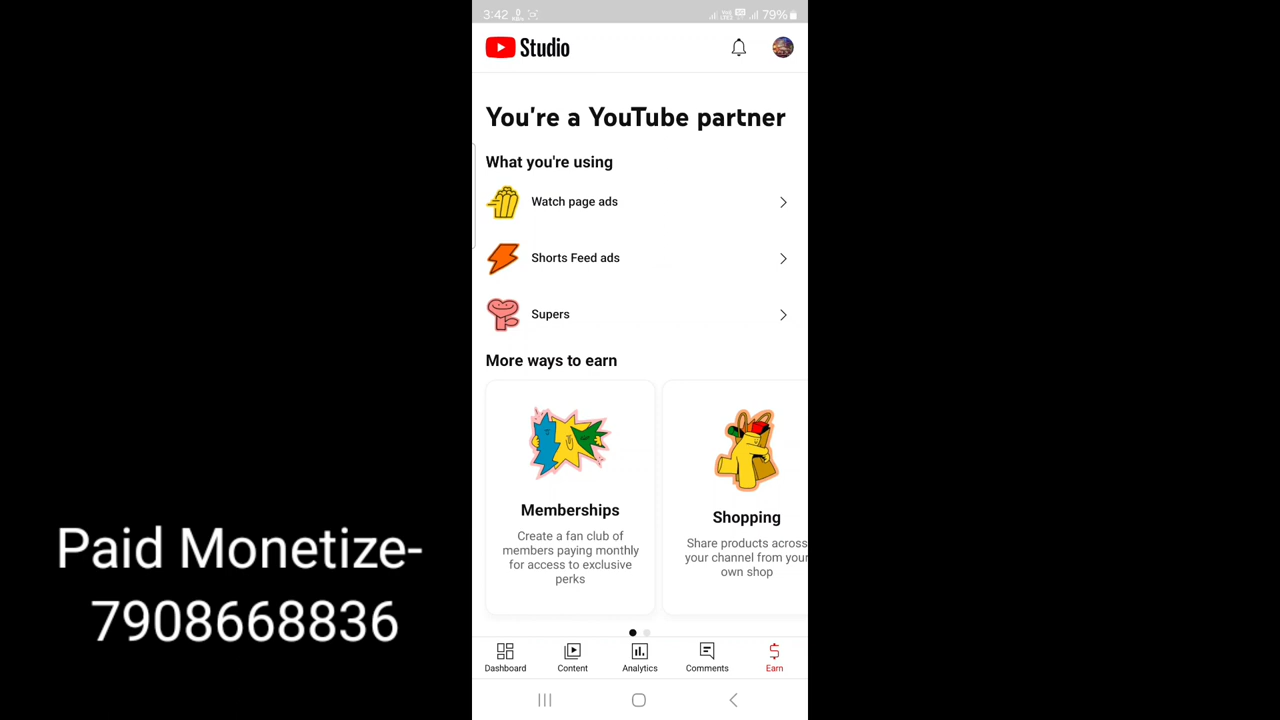 3:42
79%
Studio
You're a YouTube partner
What you're using
Watch page ads
Shorts Feed ads
Supers
More ways to earn
Memberships
Create a fan club of
members paying monthly
for access to exclusive
perks
Shopping
Share products across
your channel from your
own shop
Paid Monetize-
7908668836
Dashboard
Content
Analytics
Comments
Earn